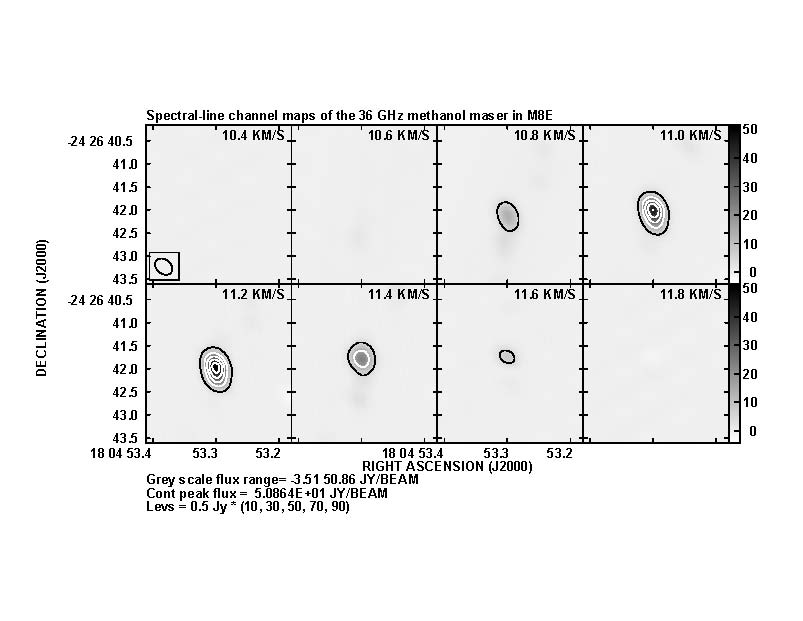 Spectral-line channel maps of the 36 GHz methanol maser in M8E
-24 26 40.5
41.0
41.5
42.0
42.5
43.0
43.5
10.4 KM/S
10.6 KM/S
10.8 KM/S
11.0 KM/S
50
40
30
20
10
0
DECLINATION (J2000)
-24 26 40.5
41.0
41.5
42.0
42.5
43.0
43.5
11.2 KM/S
11.4 KM/S
11.6 KM/S
11.8 KM/S
50
40
30
20
10
0
18 04 53.4 53.3 53.2 18 04 53.4 53.3 53.2
RIGHT ASCENSION (J2000)
Grey scale flux range= -3.51 50.86 JY/BEAM
Cont peak flux = 5.0864E+01 JY/BEAM
Levs = 0.5 Jy * (10, 30, 50, 70, 90)